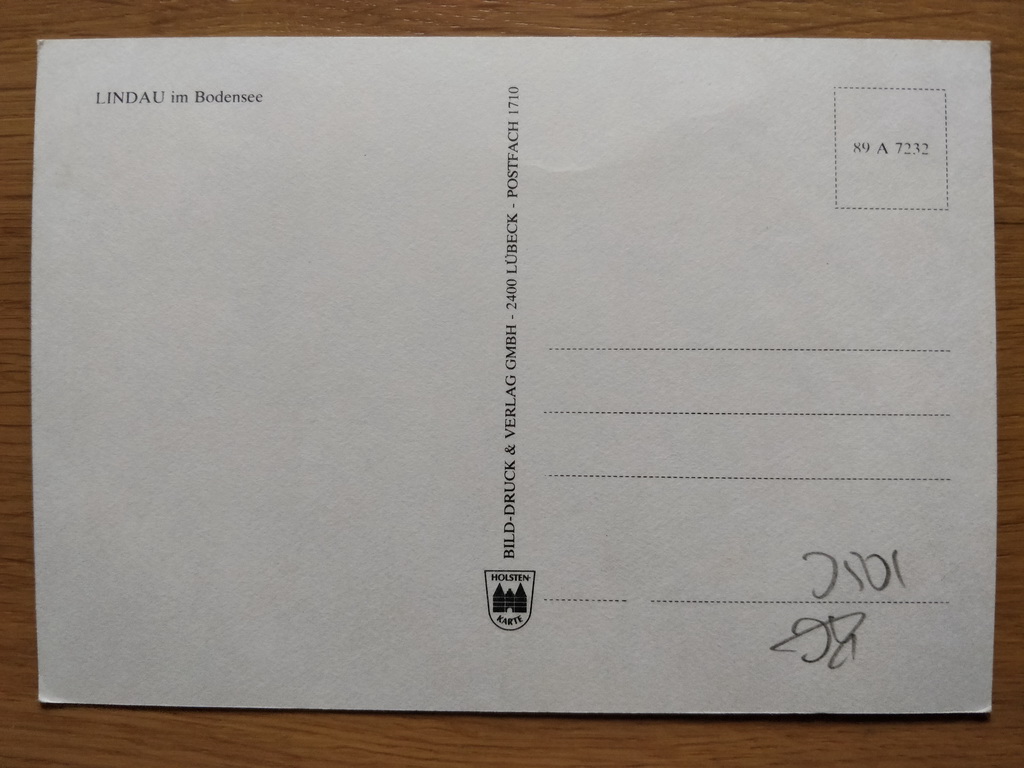 LINDAU im Bodensee
BILD-DRUCK & VERLAG GMBH - 2400 LÜBECK - POSTFACH 1710
HOLSTEN-
KARTE
89 A 7232